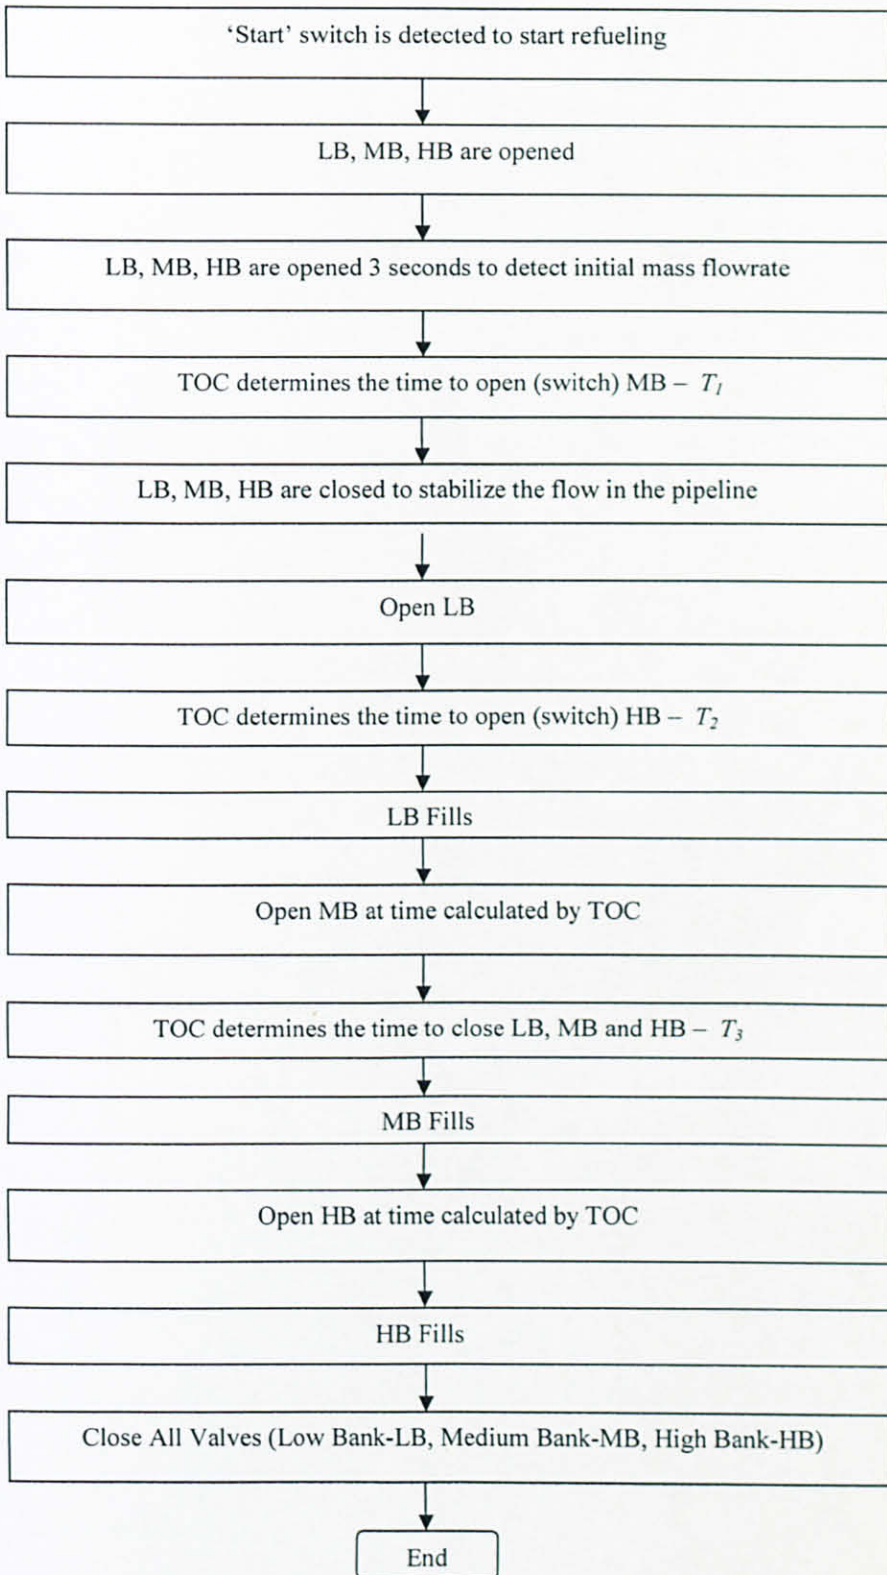 ‘Start’ switch is detected to start refueling
LB, MB, HB are opened
LB, MB, HB are opened 3 seconds to detect initial mass flowrate
TOC determines the time to open (switch) MB – T1
LB, MB, HB are closed to stabilize the flow in the pipeline
Open LB
TOC determines the time to open (switch) HB – T2
LB Fills
Open MB at time calculated by TOC
TOC determines the time to close LB, MB and HB – T3
MB Fills
Open HB at time calculated by TOC
HB Fills
Close All Valves (Low Bank-LB, Medium Bank-MB, High Bank-HB)
End